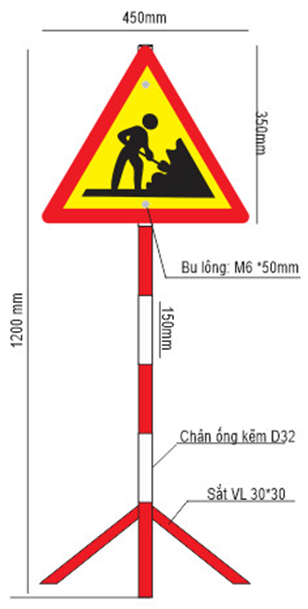 450mm
350mm
Bu lông: M6 *50mm
1200 mm
150mm
Chân ống kẽm D32
Sắt VL 30*30